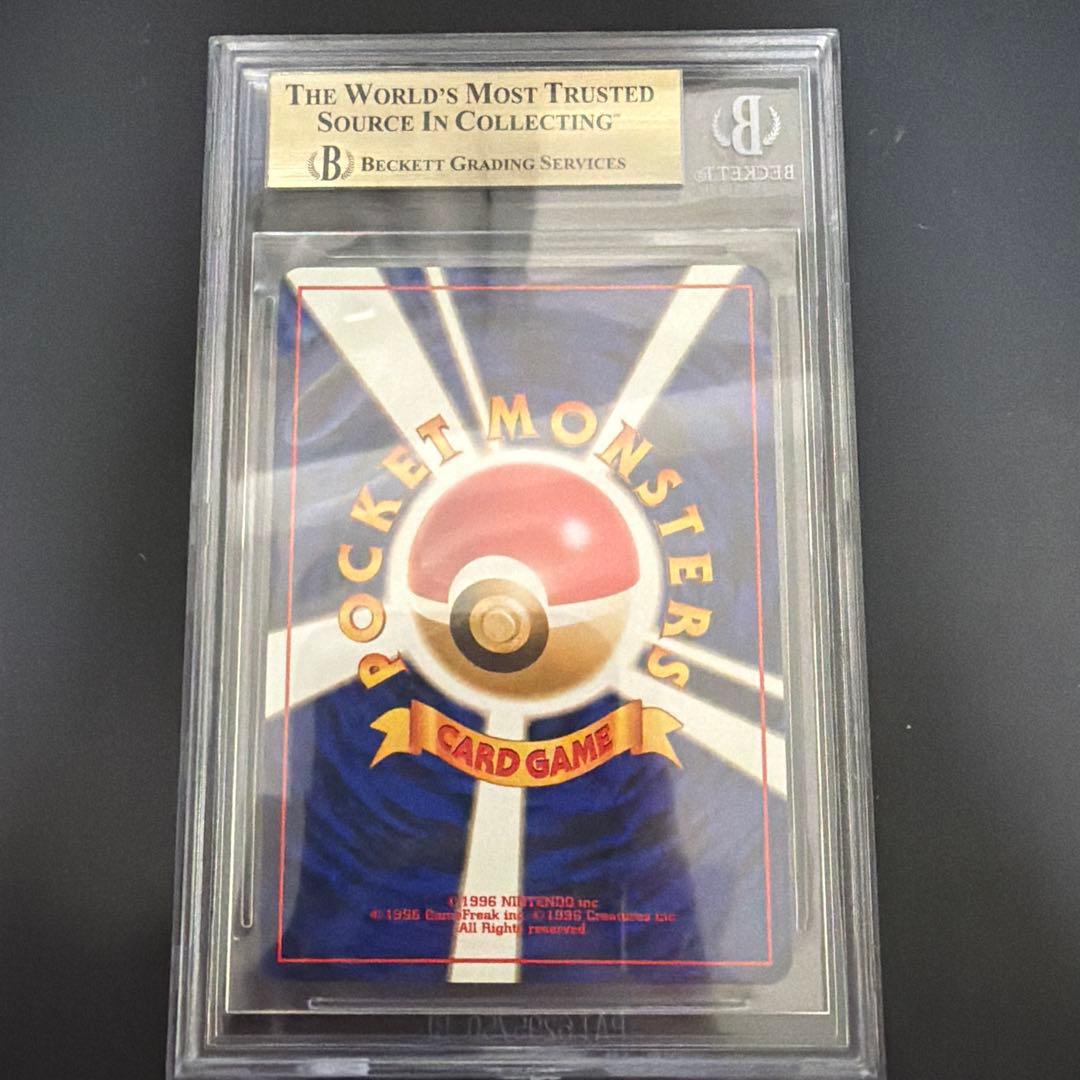 THE WORLD'S MOST TRUSTED
SOURCE IN COLLECTING™
B BECKETT GRADING SERVICES
B
BECKETT®
POCKET MONSTERS
CARD GAME
©1996 NINTENDO inc
©1996 GameFreak inc ©1996 Creatures inc
All Rights reserved